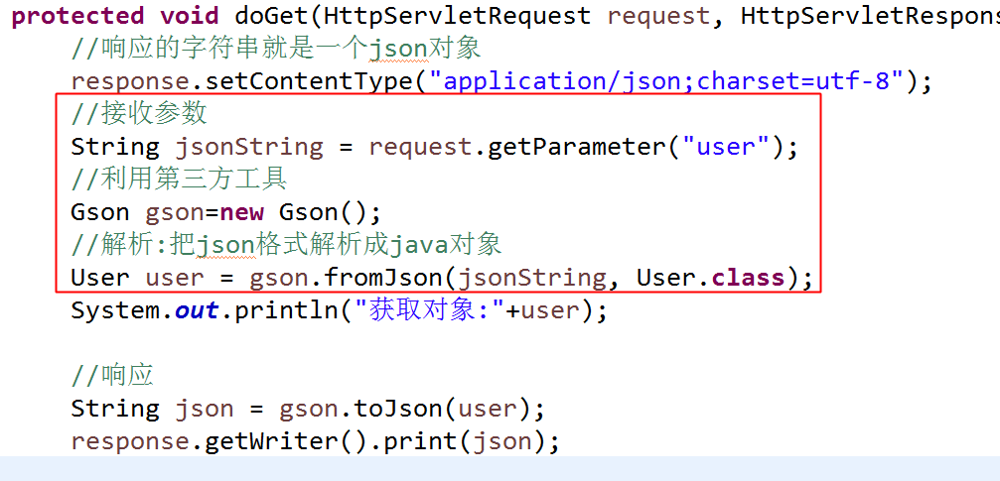 protected void doGet(HttpServletRequest request, HttpServletRespons
//响应的字符串就是一个json对象
response.setContentType("application/json;charset=utf-8");
//接收参数
String jsonString = request.getParameter("user");
//利用第三方工具
Gson gson=new Gson();
//解析:把json格式解析成java对象
User user = gson.fromJson(jsonString, User.class);
System.out.println("获取对象:"+user);
//响应
String json = gson.toJson(user);
response.getWriter().print(json);